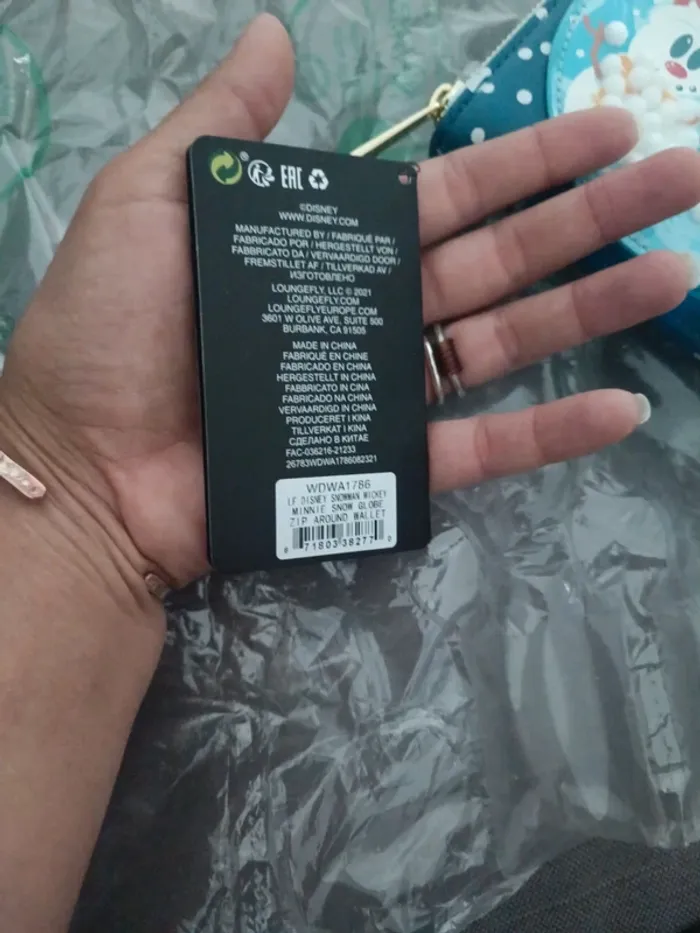 EAC
©DISNEY
WWW.DISNEY.COM
MANUFACTURED BY / FABRIQUÉ PAR /
FABRICADO POR / HERGESTELLT VON /
FABBRICATO DA / VERVAARDIGD DOOR /
FREMSTILLET AF / TILLVERKAD AV /
ИЗГОТОВЛЕНО
LOUNGEFLY, LLC © 2021
LOUNGEFLY.COM
LOUNGEFLYEUROPE.COM
3601 W OLIVE AVE, SUITE 500
BURBANK, CA 91505
MADE IN CHINA
FABRIQUÉ EN CHINE
FABRICADO EN CHINA
HERGESTELLT IN CHINA
FABBRICATO IN CINA
FABRICADO NA CHINA
VERVAARDIGD IN CHINA
PRODUCERET I KINA
TILLVERKAT I KINA
СДЕЛАНО В КИТАЕ
FAC-036216-21233
26783WDWA1786082321
WDWA1786
LF DISNEY SNOWMAN MICKEY
MINNIE SNOW GLOBE
ZIP AROUND WALLET
6 71803 38277 0